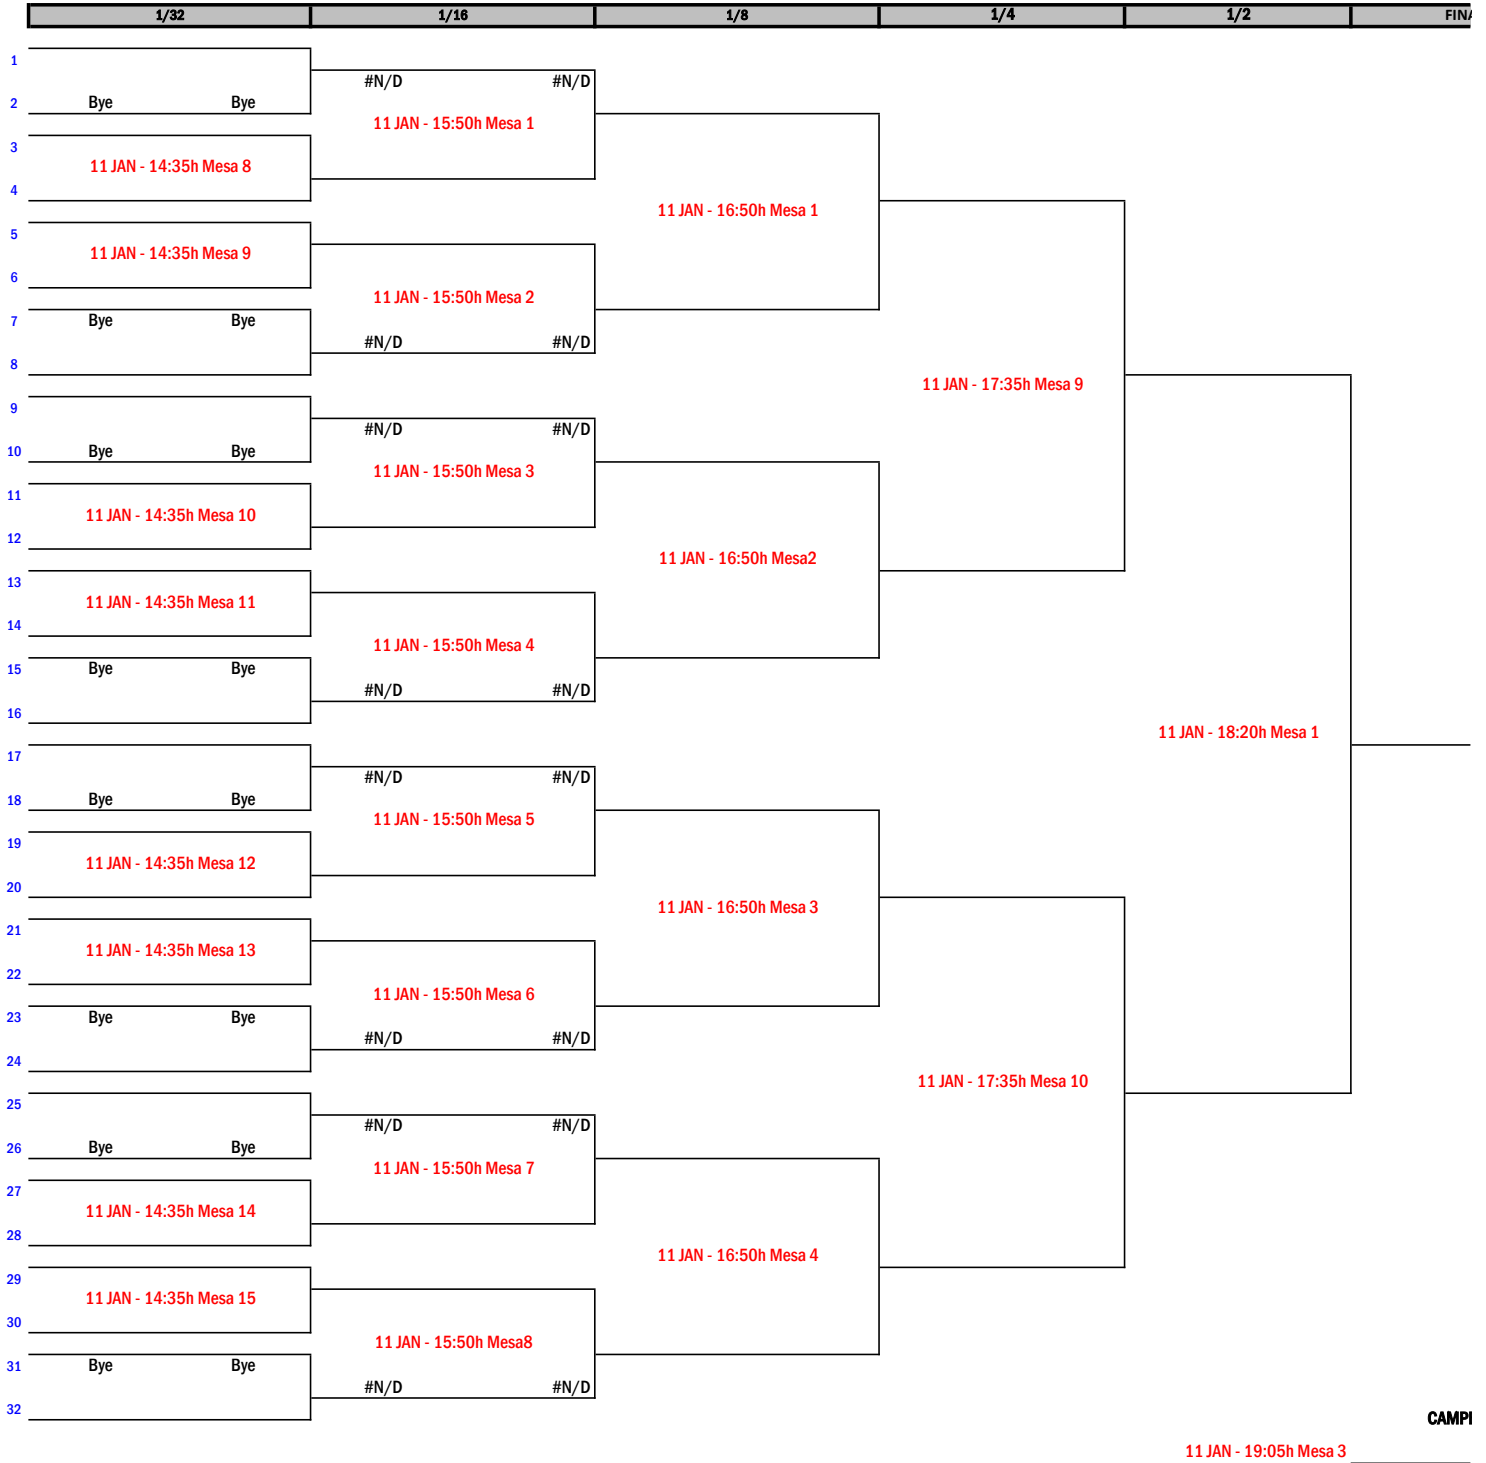 1/32 1/16 1/8 1/4 1/2 FINA
1
#N/D #N/D
2 Bye Bye
11 JAN - 15:50h Mesa 1
3
11 JAN - 14:35h Mesa 8
4
11 JAN - 16:50h Mesa 1
5
11 JAN - 14:35h Mesa 9
6
11 JAN - 15:50h Mesa 2
7 Bye Bye
#N/D #N/D
8
11 JAN - 17:35h Mesa 9
9
#N/D #N/D
10 Bye Bye
11 JAN - 15:50h Mesa 3
11
11 JAN - 14:35h Mesa 10
12
11 JAN - 16:50h Mesa2
13
11 JAN - 14:35h Mesa 11
14
11 JAN - 15:50h Mesa 4
15 Bye Bye
#N/D #N/D
16
11 JAN - 18:20h Mesa 1
17
#N/D #N/D
18 Bye Bye
11 JAN - 15:50h Mesa 5
19
11 JAN - 14:35h Mesa 12
20
11 JAN - 16:50h Mesa 3
21
11 JAN - 14:35h Mesa 13
22
11 JAN - 15:50h Mesa 6
23 Bye Bye
#N/D #N/D
24
11 JAN - 17:35h Mesa 10
25
#N/D #N/D
26 Bye Bye
11 JAN - 15:50h Mesa 7
27
11 JAN - 14:35h Mesa 14
28
11 JAN - 16:50h Mesa 4
29
11 JAN - 14:35h Mesa 15
30
11 JAN - 15:50h Mesa8
31 Bye Bye
#N/D #N/D
32
CAMPI
11 JAN - 19:05h Mesa 3